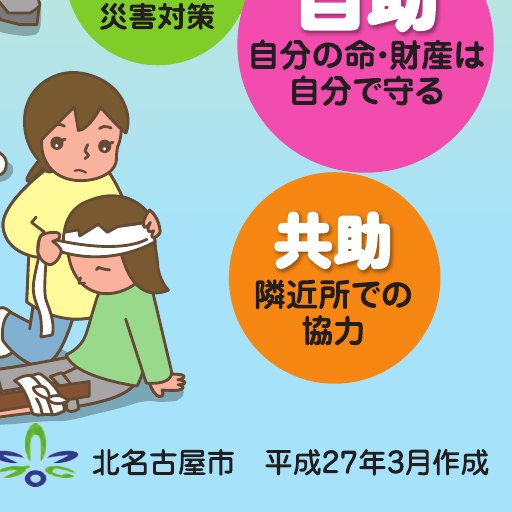 災害対策
自助
自分の命・財産は
自分で守る
共助
隣近所での
協力
北名古屋市 平成27年3月作成